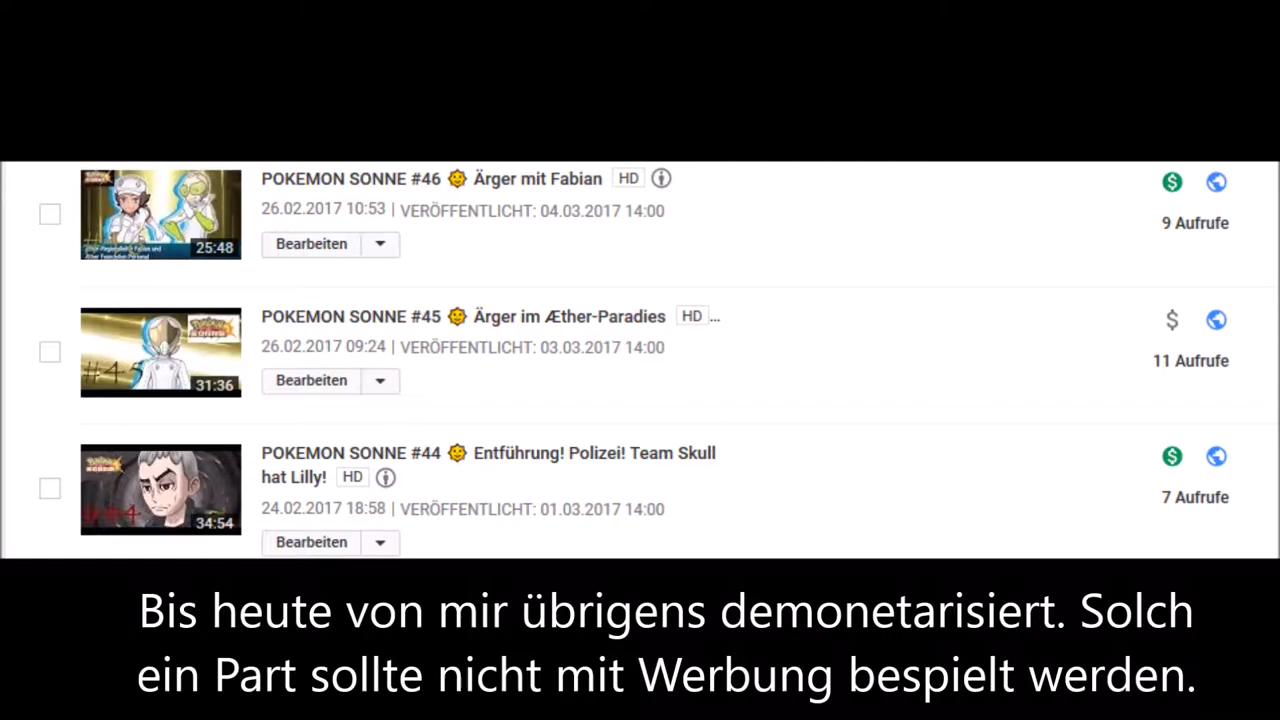 POKEMON SONNE #46 🌞 Ärger mit Fabian HD
26.02.2017 10:53 | VERÖFFENTLICHT: 04.03.2017 14:00
9 Aufrufe
25:48
Bearbeiten
POKEMON SONNE #45 🌞 Ärger im Æther-Paradies HD...
26.02.2017 09:24 | VERÖFFENTLICHT: 03.03.2017 14:00
11 Aufrufe
#45
31:36
Bearbeiten
POKEMON SONNE #44 🌞 Entführung! Polizei! Team Skull
hat Lilly! HD
24.02.2017 18:58 | VERÖFFENTLICHT: 01.03.2017 14:00
7 Aufrufe
#44
34:54
Bearbeiten
Bis heute von mir übrigens demonetarisiert. Solch
ein Part sollte nicht mit Werbung bespielt werden.